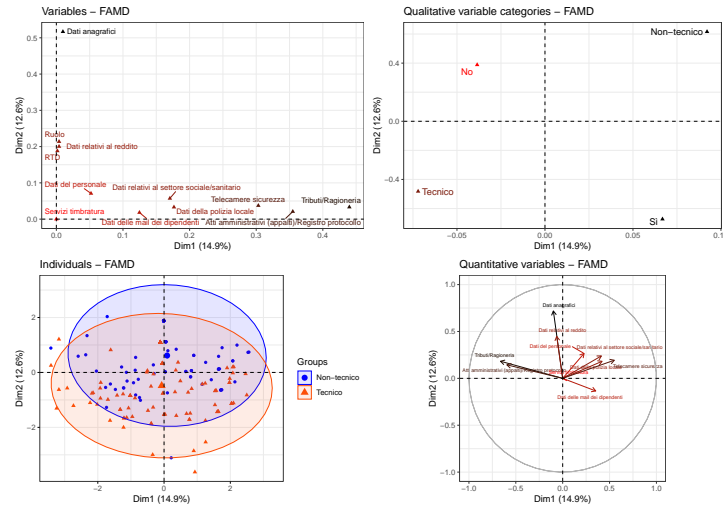 Variables − FAMD
Dati anagrafici
Ruolo
Dati relativi al reddito
RTD
Dati del personale
Dati relativi al settore sociale/sanitario
Telecamere sicurezza
Tributi/Ragioneria
Servizi timbratura
Dati della polizia locale
Dati delle mail dei dipendenti
Atti amministrativi (appalti)/Registro protocollo
0.5
0.4
0.3
0.2
0.1
0.0
0.0
0.1
0.2
0.3
0.4
Dim1 (14.9%)
Dim2 (12.6%)
Qualitative variable categories − FAMD
Non−tecnico
No
Tecnico
Sì
0.4
0.0
−0.4
−0.05
0.00
0.05
0.1
Dim1 (14.9%)
Dim2 (12.6%)
Individuals − FAMD
2
0
−2
−2
0
2
Dim1 (14.9%)
Dim2 (12.6%)
Groups
Non−tecnico
Tecnico
Quantitative variables − FAMD
Dati anagrafici
Dati relativi al reddito
Tributi/Ragioneria
Dati del personale
Dati relativi al settore sociale/sanitario
Telecamere sicurezza
Atti amministrativi (appalti)/Registro protocollo
Dati delle mail dei dipendenti
1.0
0.5
0.0
−0.5
−1.0
−1.0
−0.5
0.0
0.5
1.0
Dim1 (14.9%)
Dim2 (12.6%)